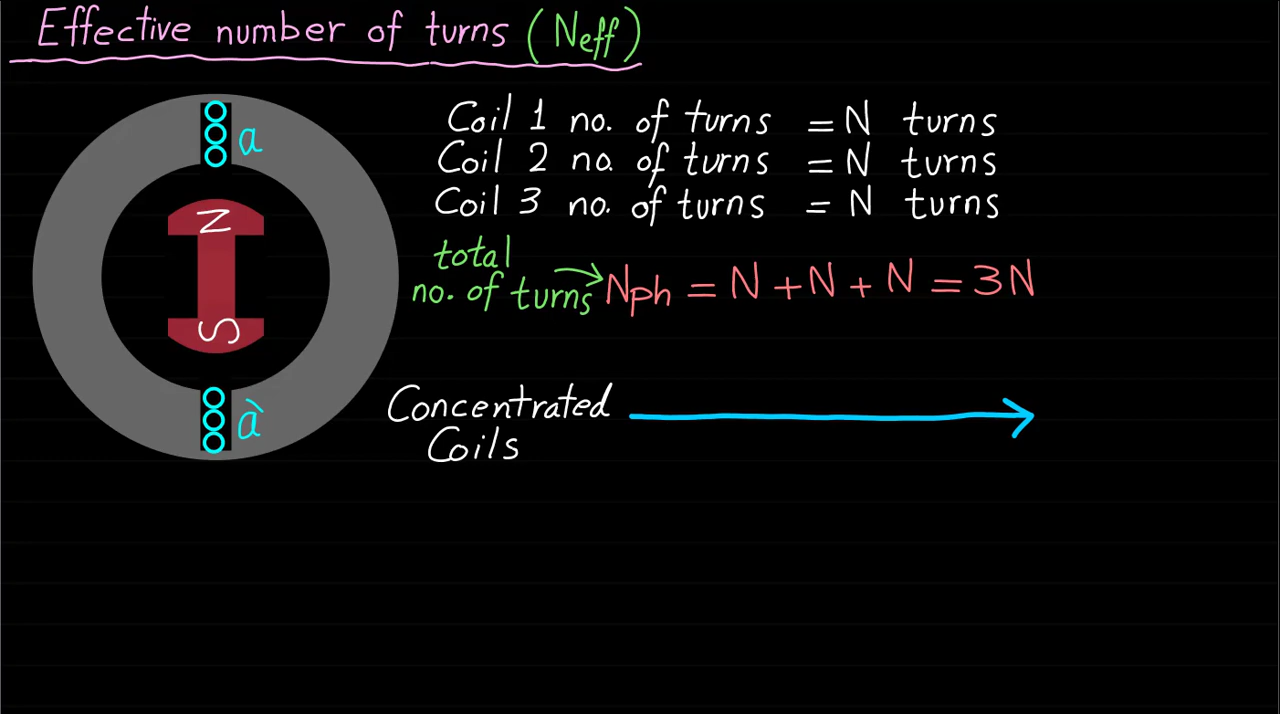 Effective number of turns (Neff)
a
N
S
à
Coil 1 no. of turns = N turns
Coil 2 no. of turns = N turns
Coil 3 no. of turns = N turns
total
no. of turns → Nph = N + N + N = 3N
Concentrated
Coils